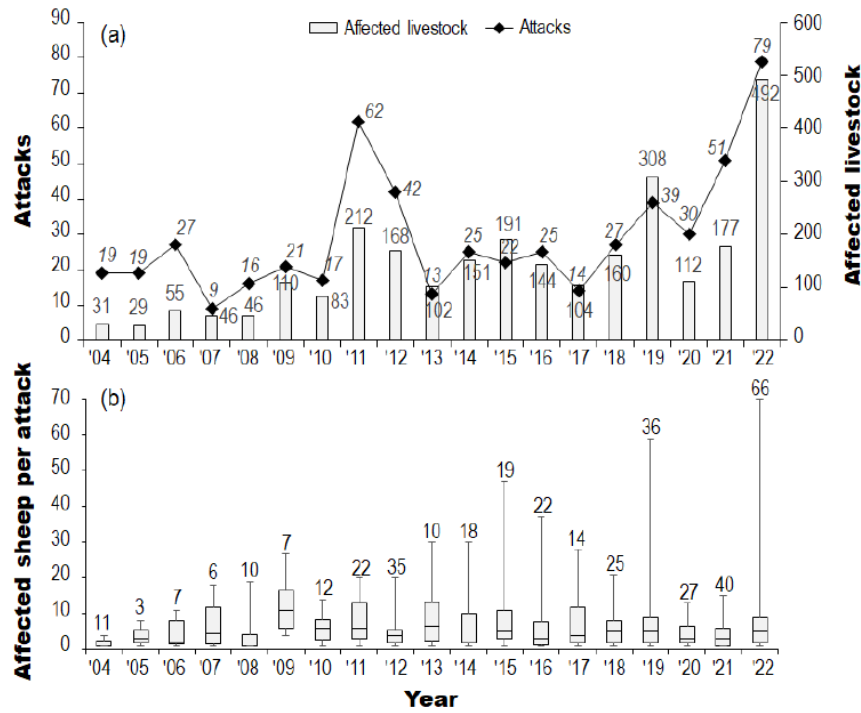 (a)
Affected livestock Attacks
Attacks
90
80
70
60
50
40
30
20
10
0
Affected livestock
600
500
400
300
200
100
0
19 19 27 9 16 21 17 62 42 13 25 22 25 14 27 39 30 51 79
31 29 55 46 46 110 83 212 168 102 151 191 144 104 160 308 112 177 492
'04 '05 '06 '07 '08 '09 '10 '11 '12 '13 '14 '15 '16 '17 '18 '19 '20 '21 '22
(b)
Affected sheep per attack
70
60
50
40
30
20
10
0
11 3 7 6 10 7 12 22 35 10 18 19 22 14 25 36 27 40 66
'04 '05 '06 '07 '08 '09 '10 '11 '12 '13 '14 '15 '16 '17 '18 '19 '20 '21 '22
Year